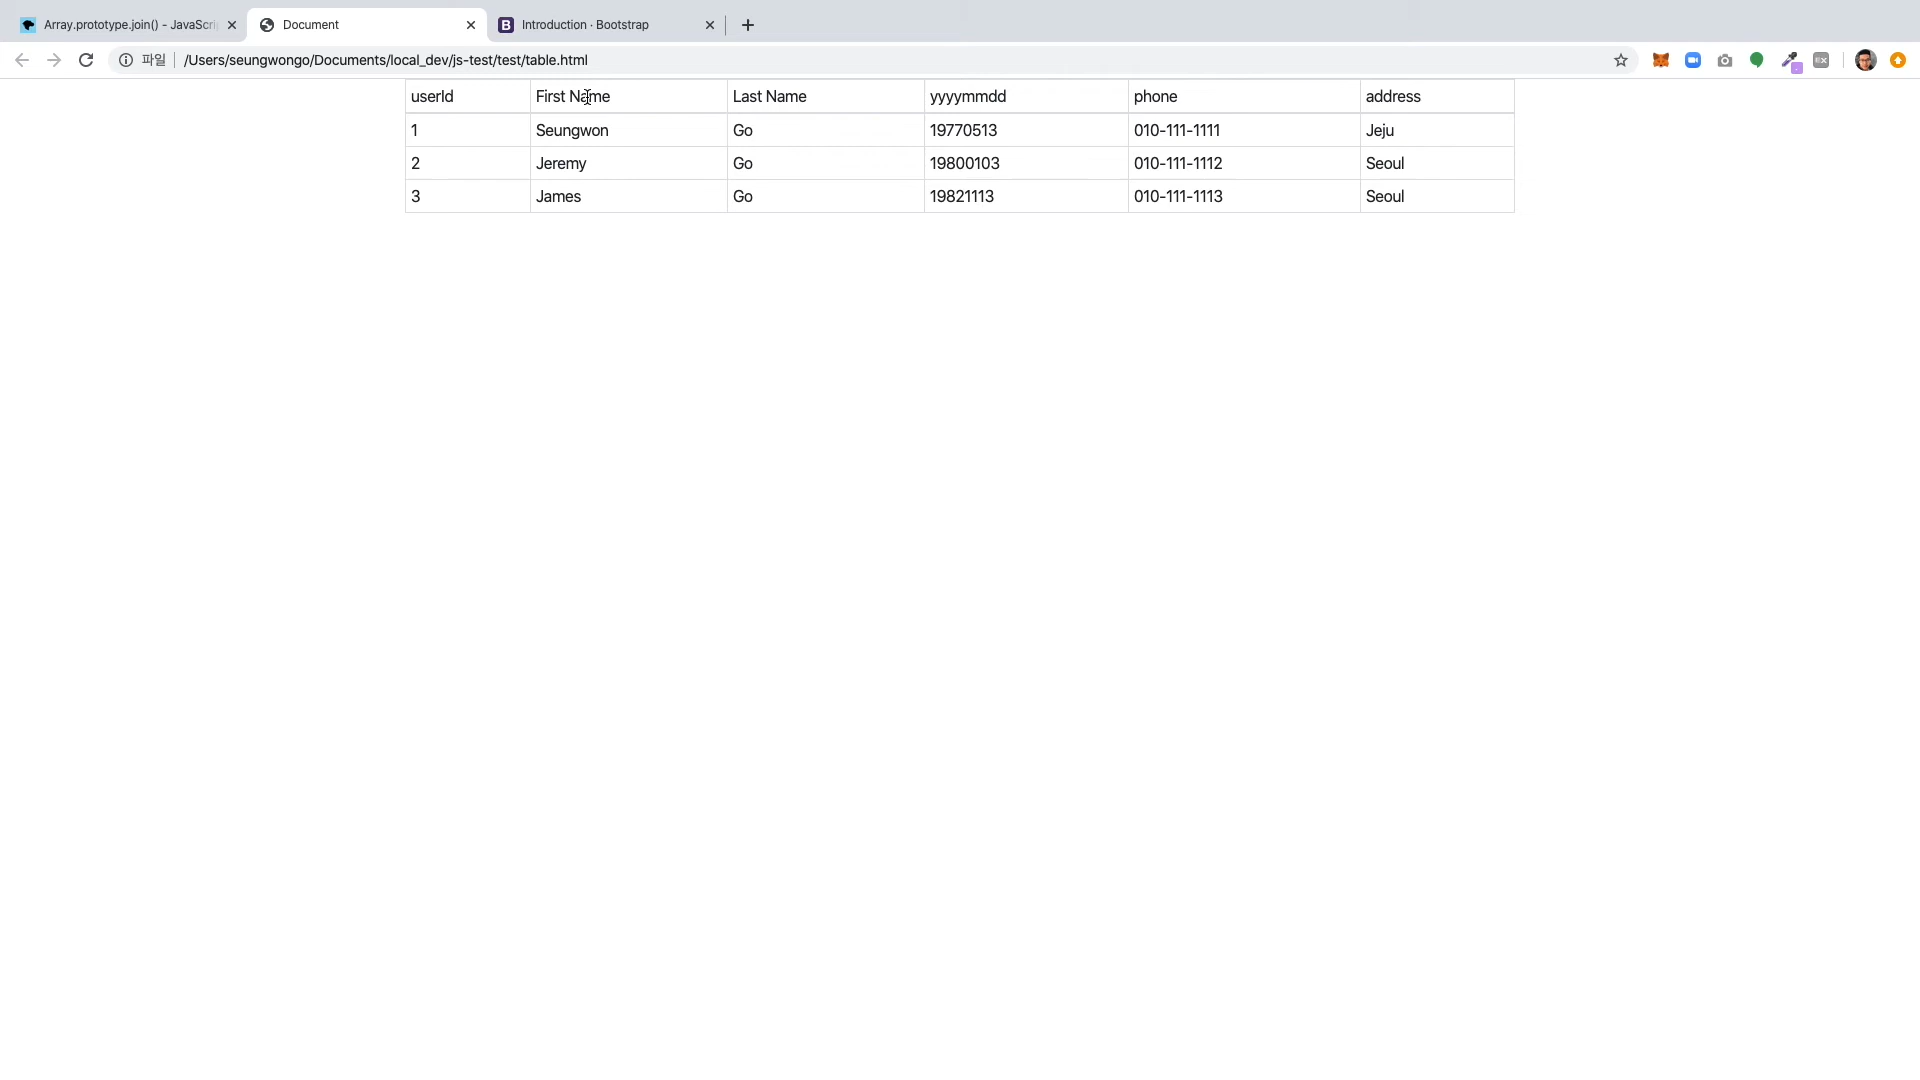 Array.prototype.join() - JavaScri
Document
Introduction · Bootstrap
파일
/Users/seungwongo/Documents/local_dev/js-test/test/table.html
userId First Name Last Name yyyymmdd phone address
1 Seungwon Go 19770513 010-111-1111 Jeju
2 Jeremy Go 19800103 010-111-1112 Seoul
3 James Go 19821113 010-111-1113 Seoul